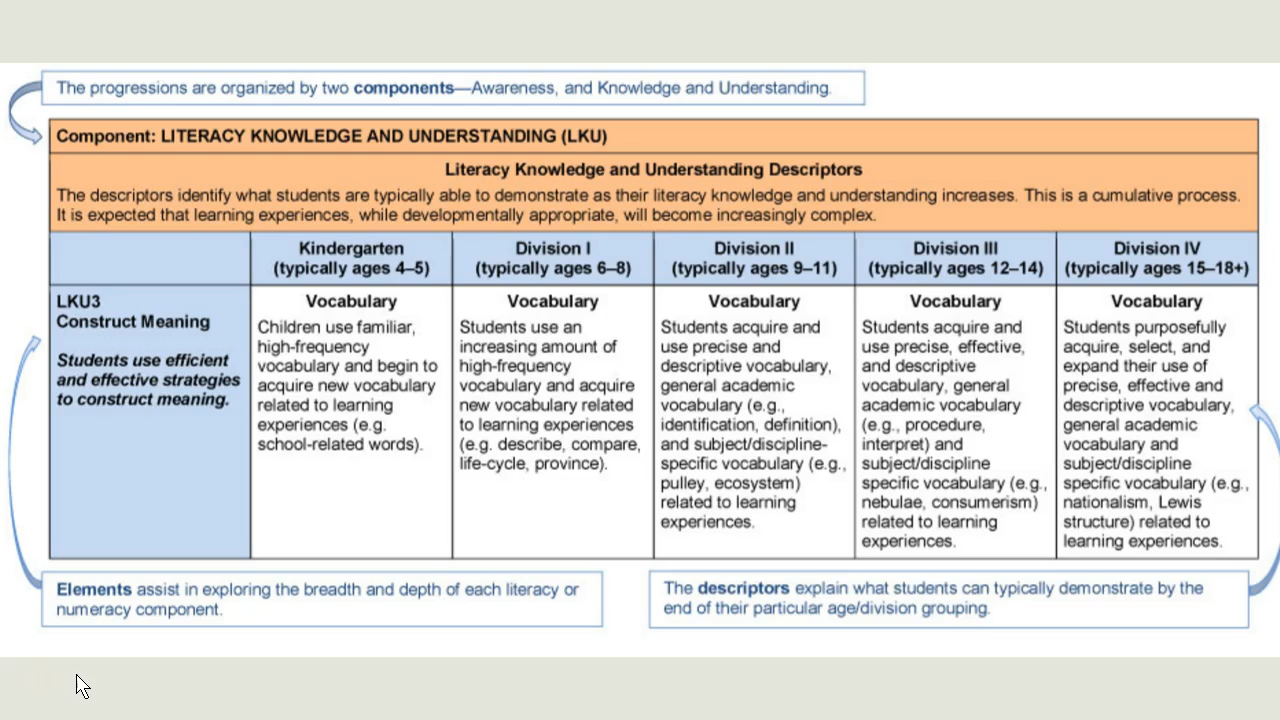 The progressions are organized by two components—Awareness, and Knowledge and Understanding.
Component: LITERACY KNOWLEDGE AND UNDERSTANDING (LKU)
Literacy Knowledge and Understanding Descriptors
The descriptors identify what students are typically able to demonstrate as their literacy knowledge and understanding increases. This is a cumulative process.
It is expected that learning experiences, while developmentally appropriate, will become increasingly complex.
Kindergarten
(typically ages 4–5)
Division I
(typically ages 6–8)
Division II
(typically ages 9–11)
Division III
(typically ages 12–14)
Division IV
(typically ages 15–18+)
LKU3
Construct Meaning
Students use efficient
and effective strategies
to construct meaning.
Vocabulary
Children use familiar,
high-frequency
vocabulary and begin to
acquire new vocabulary
related to learning
experiences (e.g.
school-related words).
Vocabulary
Students use an
increasing amount of
high-frequency
vocabulary and acquire
new vocabulary related
to learning experiences
(e.g. describe, compare,
life-cycle, province).
Vocabulary
Students acquire and
use precise and
descriptive vocabulary,
general academic
vocabulary (e.g.,
identification, definition),
and subject/discipline-
specific vocabulary (e.g.,
pulley, ecosystem)
related to learning
experiences.
Vocabulary
Students acquire and
use precise, effective,
and descriptive
vocabulary, general
academic vocabulary
(e.g., procedure,
interpret) and
subject/discipline
specific vocabulary (e.g.,
nebulae, consumerism)
related to learning
experiences.
Vocabulary
Students purposefully
acquire, select, and
expand their use of
precise, effective and
descriptive vocabulary,
general academic
vocabulary and
subject/discipline
specific vocabulary (e.g.,
nationalism, Lewis
structure) related to
learning experiences.
Elements assist in exploring the breadth and depth of each literacy or
numeracy component.
The descriptors explain what students can typically demonstrate by the
end of their particular age/division grouping.